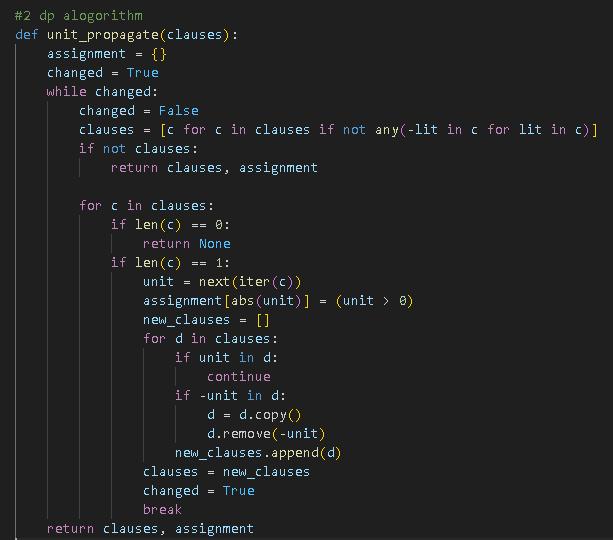 #2 dp alogorithm
def unit_propagate(clauses):
    assignment = {}
    changed = True
    while changed:
        changed = False
        clauses = [c for c in clauses if not any(-lit in c for lit in c)]
        if not clauses:
            return clauses, assignment

        for c in clauses:
            if len(c) == 0:
                return None
            if len(c) == 1:
                unit = next(iter(c))
                assignment[abs(unit)] = (unit > 0)
                new_clauses = []
                for d in clauses:
                    if unit in d:
                        continue
                    if -unit in d:
                        d = d.copy()
                        d.remove(-unit)
                    new_clauses.append(d)
                clauses = new_clauses
                changed = True
                break
    return clauses, assignment